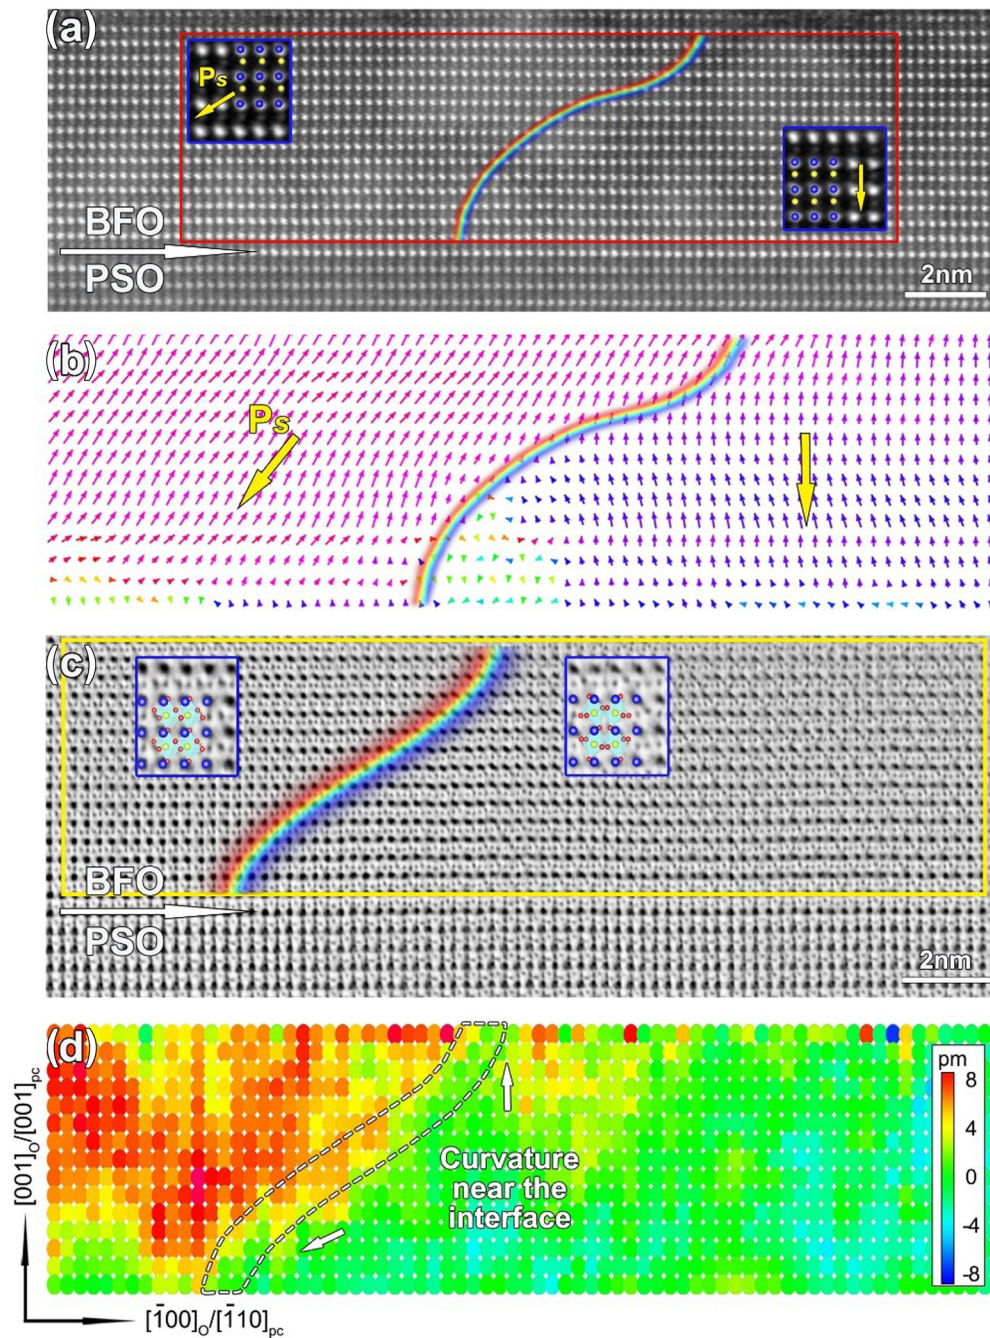 (a)
Ps
BFO
PSO
2nm
(b)
Ps
(c)
BFO
PSO
2nm
(d)
pm
8
4
0
-4
-8
Curvature
near the
interface
[001]O/[001]pc
[1̄00]O/[1̄10]pc